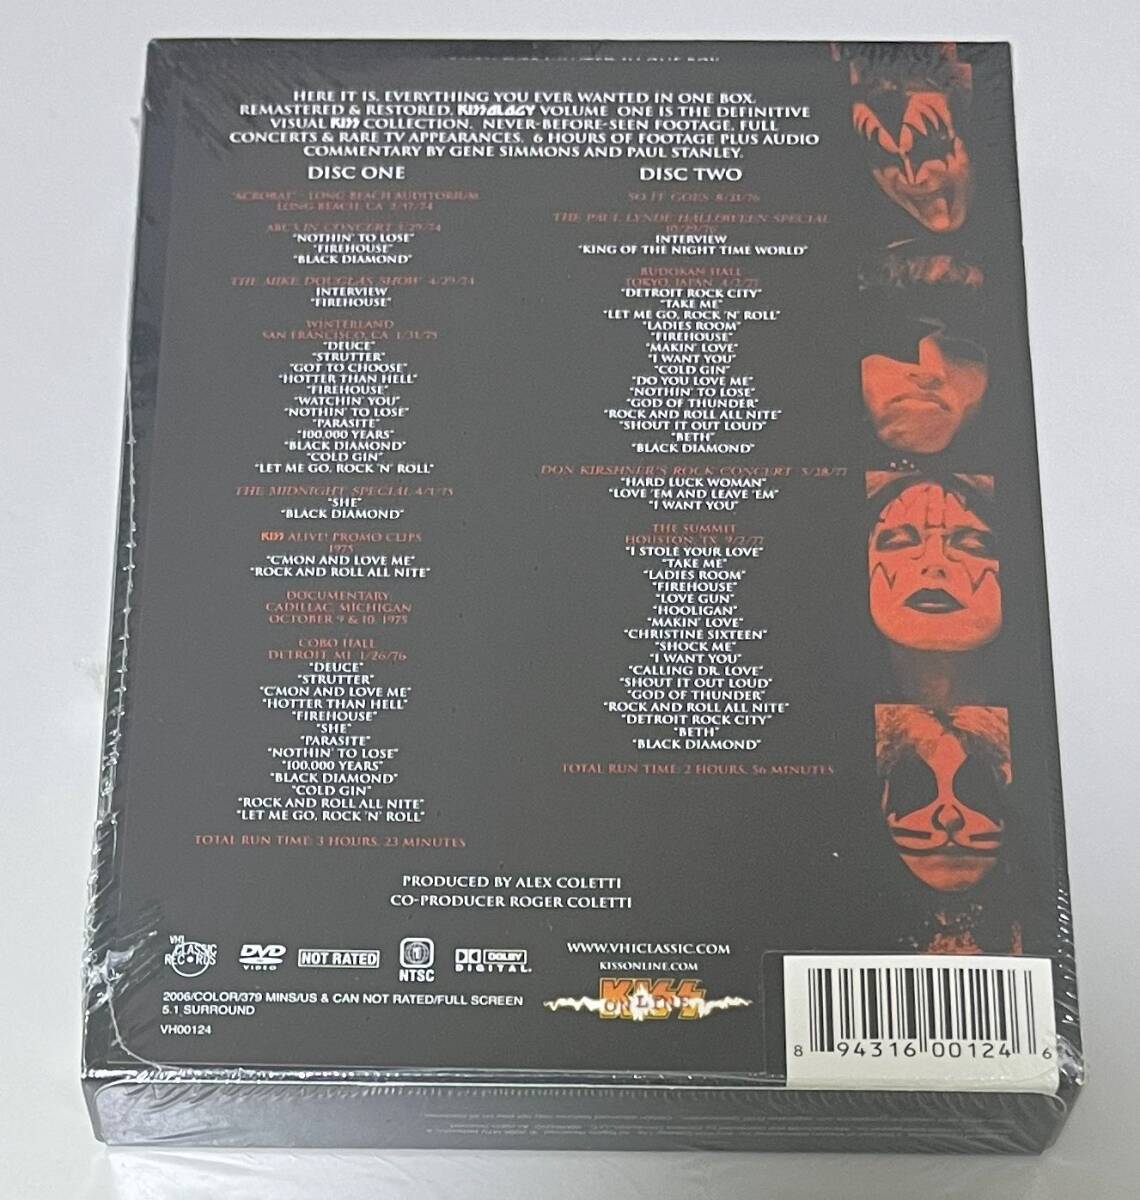 HERE IT IS. EVERYTHING YOU EVER WANTED IN ONE BOX.
REMASTERED & RESTORED. KISSOLOGY VOLUME ONE IS THE DEFINITIVE
VISUAL KISS COLLECTION. NEVER-BEFORE-SEEN FOOTAGE, FULL
CONCERTS & RARE TV APPEARANCES. 6 HOURS OF FOOTAGE PLUS AUDIO
COMMENTARY BY GENE SIMMONS AND PAUL STANLEY.
DISC ONE
"ACROBAT" - LONG BEACH AUDITORIUM
LONG BEACH, CA 2/17/74
ABC'S IN CONCERT 3/29/74
"NOTHIN' TO LOSE"
"FIREHOUSE"
"BLACK DIAMOND"
THE MIKE DOUGLAS SHOW 4/29/74
INTERVIEW
"FIREHOUSE"
WINTERLAND
SAN FRANCISCO, CA 1/31/75
"DEUCE"
"STRUTTER"
"GOT TO CHOOSE"
"HOTTER THAN HELL"
"FIREHOUSE"
"WATCHIN' YOU"
"NOTHIN' TO LOSE"
"PARASITE"
"100,000 YEARS"
"BLACK DIAMOND"
"COLD GIN"
"LET ME GO, ROCK 'N' ROLL"
THE MIDNIGHT SPECIAL 4/1/75
"SHE"
"BLACK DIAMOND"
KISS ALIVE! PROMO CLIPS
1975
"C'MON AND LOVE ME"
"ROCK AND ROLL ALL NITE"
DOCUMENTARY:
CADILLAC, MICHIGAN
OCTOBER 9 & 10, 1975
COBO HALL
DETROIT, MI 1/26/76
"DEUCE"
"STRUTTER"
"C'MON AND LOVE ME"
"HOTTER THAN HELL"
"FIREHOUSE"
"SHE"
"PARASITE"
"NOTHIN' TO LOSE"
"100,000 YEARS"
"BLACK DIAMOND"
"COLD GIN"
"ROCK AND ROLL ALL NITE"
"LET ME GO, ROCK 'N' ROLL"
TOTAL RUN TIME: 3 HOURS, 23 MINUTES
DISC TWO
SO IT GOES 8/21/76
THE PAUL LYNDE HALLOWEEN SPECIAL
10/29/76
INTERVIEW
"KING OF THE NIGHT TIME WORLD"
BUDOKAN HALL
TOKYO, JAPAN 4/2/77
"DETROIT ROCK CITY"
"TAKE ME"
"LET ME GO, ROCK 'N' ROLL"
"LADIES ROOM"
"FIREHOUSE"
"MAKIN' LOVE"
"I WANT YOU"
"COLD GIN"
"DO YOU LOVE ME"
"NOTHIN' TO LOSE"
"GOD OF THUNDER"
"ROCK AND ROLL ALL NITE"
"SHOUT IT OUT LOUD"
"BETH"
"BLACK DIAMOND"
DON KIRSHNER'S ROCK CONCERT 5/28/77
"HARD LUCK WOMAN"
"LOVE 'EM AND LEAVE 'EM"
"I WANT YOU"
THE SUMMIT
HOUSTON, TX 9/2/77
"I STOLE YOUR LOVE"
"TAKE ME"
"LADIES ROOM"
"FIREHOUSE"
"LOVE GUN"
"HOOLIGAN"
"MAKIN' LOVE"
"CHRISTINE SIXTEEN"
"SHOCK ME"
"I WANT YOU"
"CALLING DR. LOVE"
"SHOUT IT OUT LOUD"
"GOD OF THUNDER"
"ROCK AND ROLL ALL NITE"
"DETROIT ROCK CITY"
"BETH"
"BLACK DIAMOND"
TOTAL RUN TIME: 2 HOURS, 56 MINUTES
PRODUCED BY ALEX COLETTI
CO-PRODUCER ROGER COLETTI
VH1
CLASSIC
RECORDS
DVD
VIDEO
NOT RATED
1
NTSC
DOLBY
DIGITAL
WWW.VH1CLASSIC.COM
KISSONLINE.COM
KISS
ONLINE
2006/COLOR/379 MINS/US & CAN NOT RATED/FULL SCREEN
5.1 SURROUND
VH00124
8 94316 00124 6